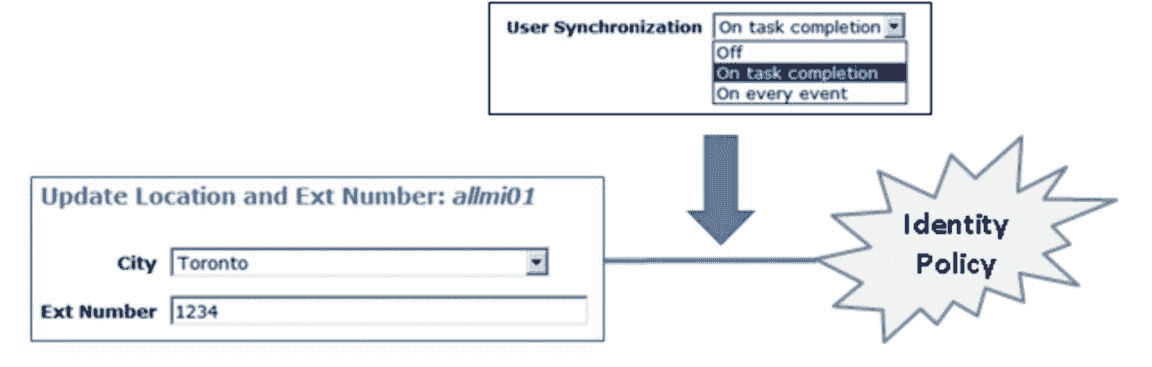 User Synchronization On task completion
Off
On task completion
On every event
Update Location and Ext Number: allmi01
City Toronto
Ext Number 1234
Identity
Policy